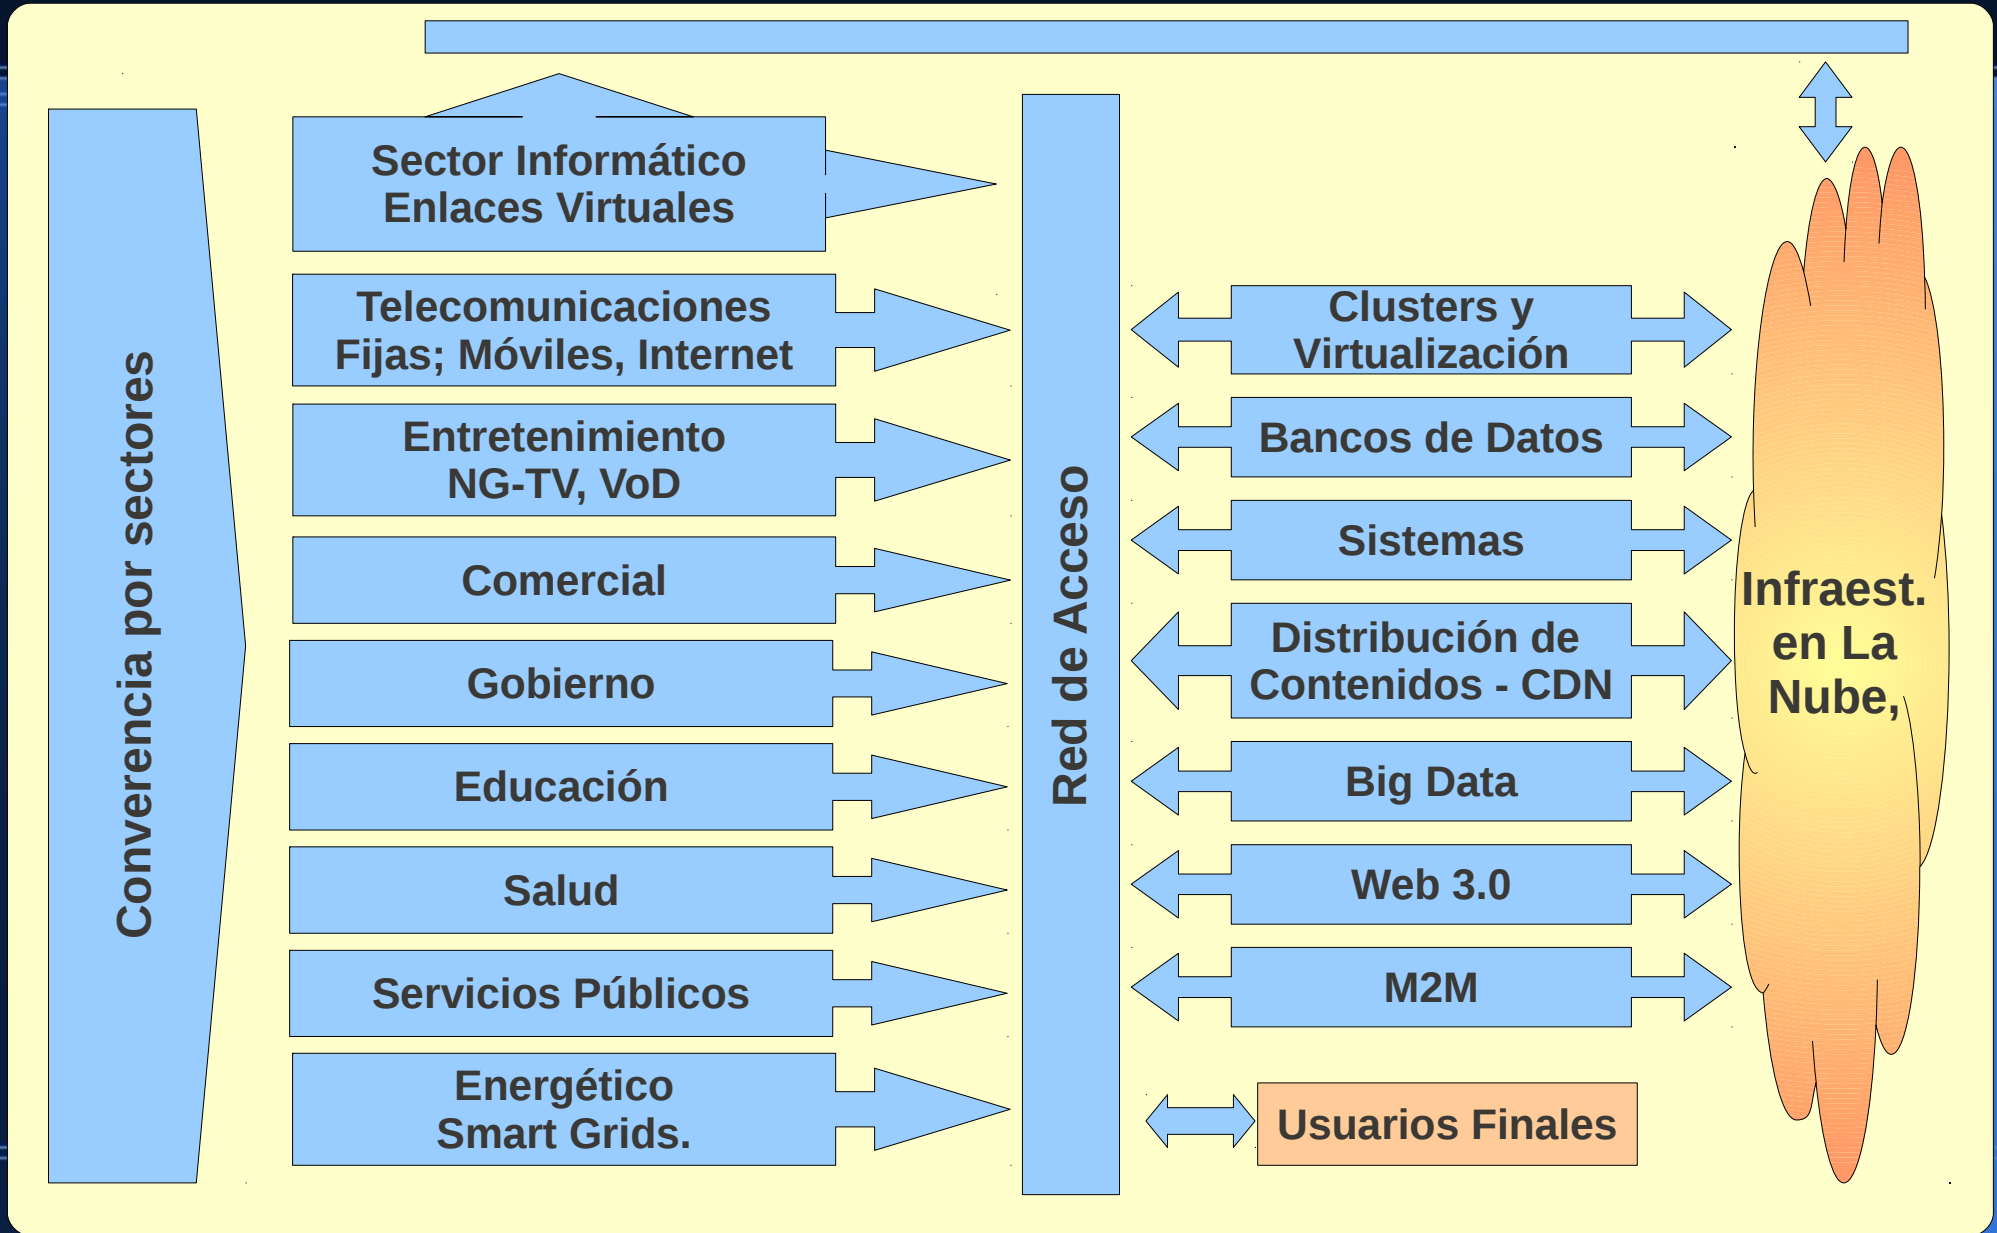 Converencia por sectores
Sector Informático
Enlaces Virtuales
Telecomunicaciones
Fijas; Móviles, Internet
Entretenimiento
NG-TV, VoD
Comercial
Gobierno
Educación
Salud
Servicios Públicos
Energético
Smart Grids.
Red de Acceso
Clusters y
Virtualización
Bancos de Datos
Sistemas
Distribución de
Contenidos - CDN
Big Data
Web 3.0
M2M
Usuarios Finales
Infraest.
en La
Nube,